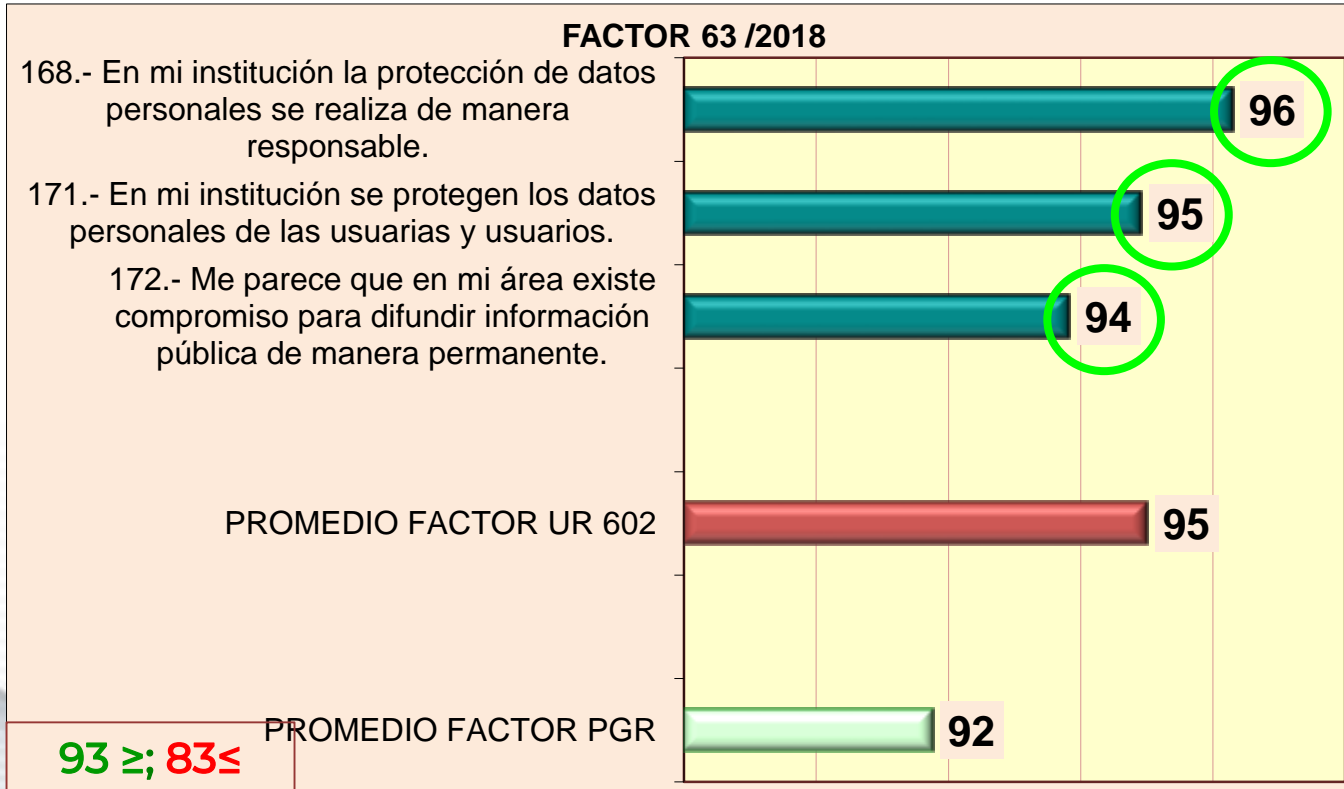 FACTOR 63 /2018
168.- En mi institución la protección de datos
personales se realiza de manera
responsable.
96
171.- En mi institución se protegen los datos
personales de las usuarias y usuarios.
95
172.- Me parece que en mi área existe
compromiso para difundir información
pública de manera permanente.
94
PROMEDIO FACTOR UR 602
95
PROMEDIO FACTOR PGR
92
93 ≥; 83≤